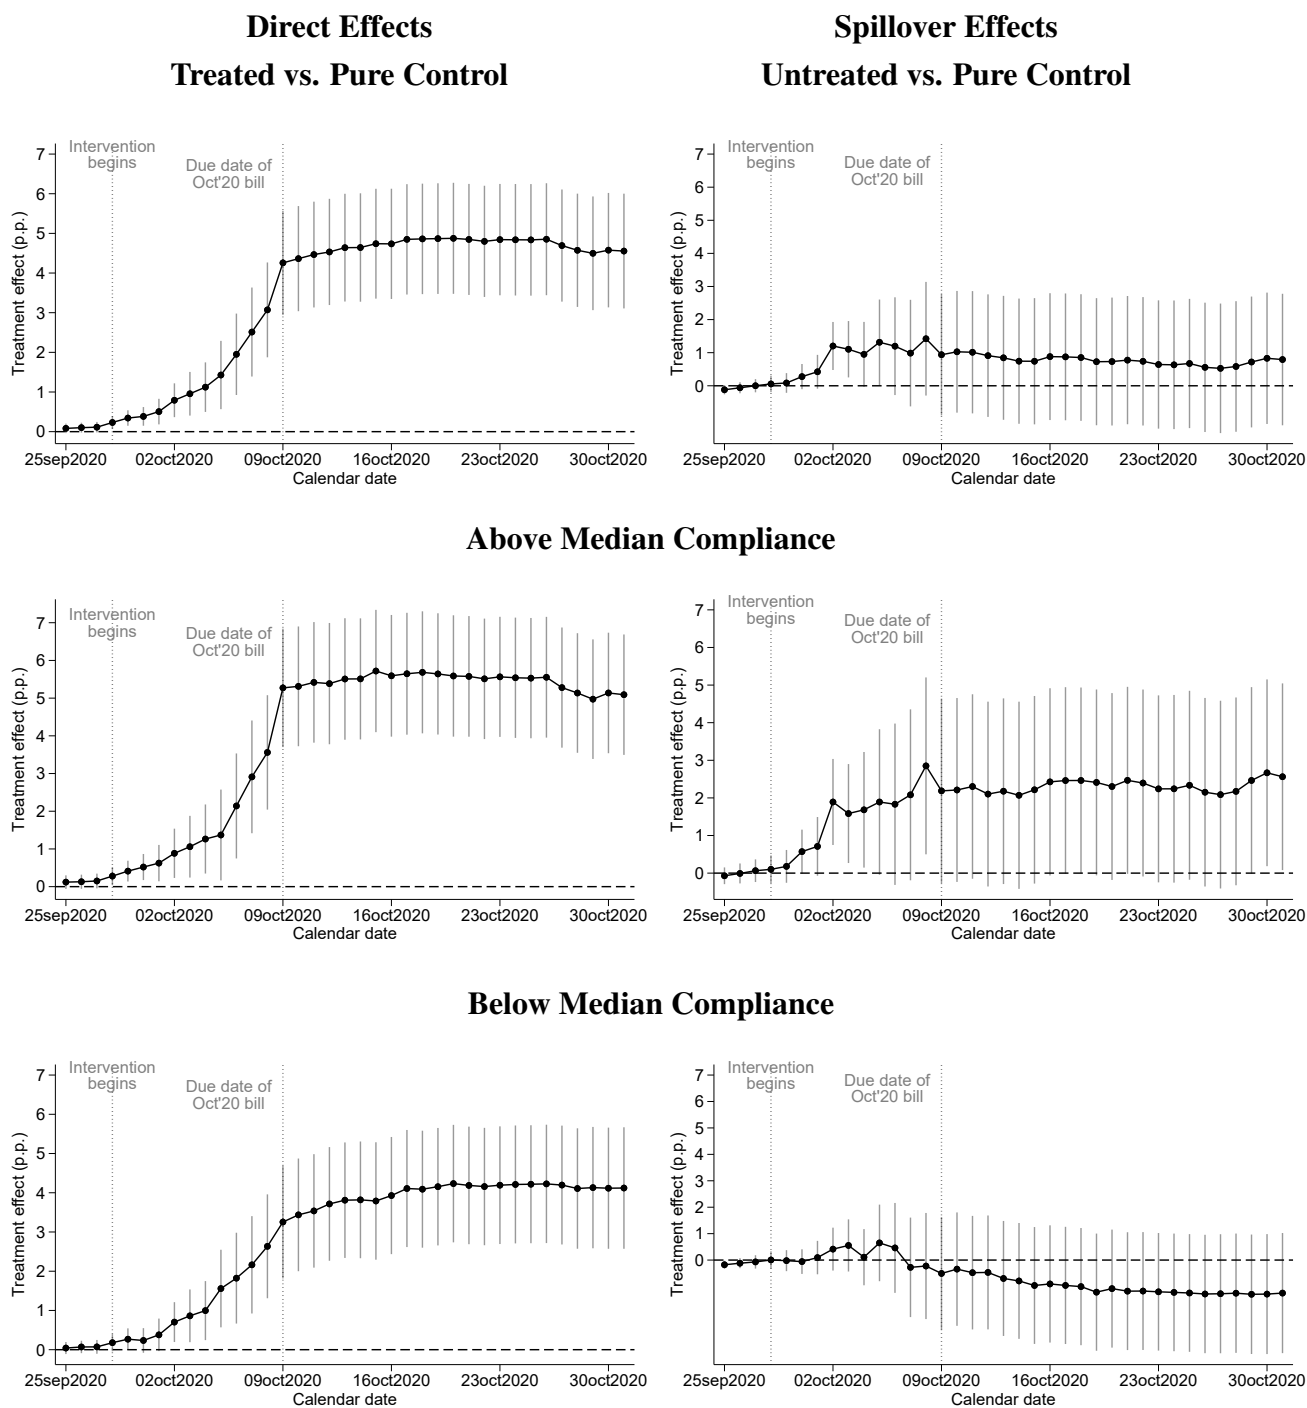 Direct Effects
Treated vs. Pure Control
Spillover Effects
Untreated vs. Pure Control
Treatment effect (p.p.)
7
6
5
4
3
2
1
0
Intervention
begins
Due date of
Oct'20 bill
25sep2020 02oct2020 09oct2020 16oct2020 23oct2020 30oct2020
Calendar date
Treatment effect (p.p.)
7
6
5
4
3
2
1
0
Intervention
begins
Due date of
Oct'20 bill
25sep2020 02oct2020 09oct2020 16oct2020 23oct2020 30oct2020
Calendar date
Above Median Compliance
Treatment effect (p.p.)
7
6
5
4
3
2
1
0
Intervention
begins
Due date of
Oct'20 bill
25sep2020 02oct2020 09oct2020 16oct2020 23oct2020 30oct2020
Calendar date
Treatment effect (p.p.)
7
6
5
4
3
2
1
0
Intervention
begins
Due date of
Oct'20 bill
25sep2020 02oct2020 09oct2020 16oct2020 23oct2020 30oct2020
Calendar date
Below Median Compliance
Treatment effect (p.p.)
7
6
5
4
3
2
1
0
Intervention
begins
Due date of
Oct'20 bill
25sep2020 02oct2020 09oct2020 16oct2020 23oct2020 30oct2020
Calendar date
Treatment effect (p.p.)
7
6
5
4
3
2
1
0
Intervention
begins
Due date of
Oct'20 bill
25sep2020 02oct2020 09oct2020 16oct2020 23oct2020 30oct2020
Calendar date